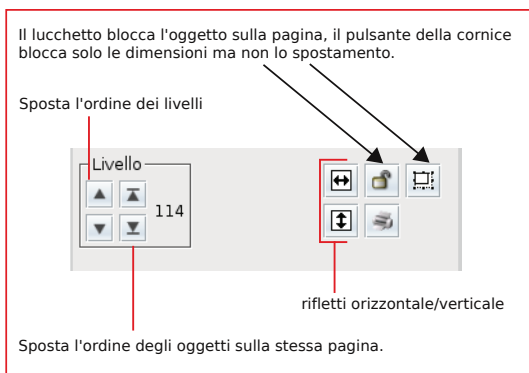 Il lucchetto blocca l'oggetto sulla pagina, il pulsante della cornice
blocca solo le dimensioni ma non lo spostamento.
Sposta l'ordine dei livelli
Livello
114
rifletti orizzontale/verticale
Sposta l'ordine degli oggetti sulla stessa pagina.